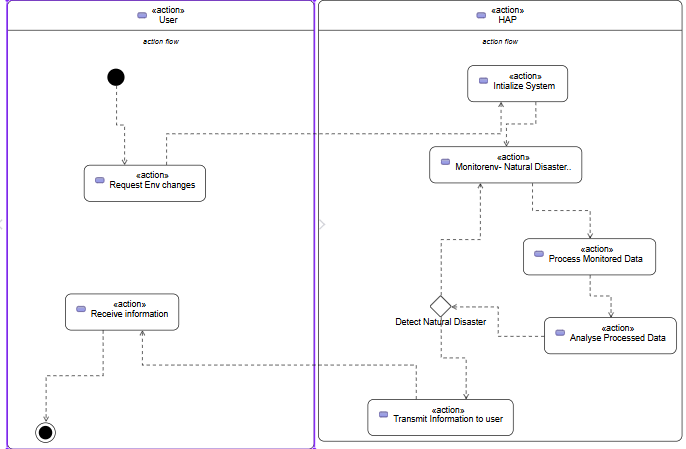 «action»
User
action flow
«action»
Request Env changes
«action»
Receive information
«action»
HAP
action flow
«action»
Intialize System
«action»
Monitorenv- Natural Disaster..
«action»
Process Monitored Data
Detect Natural Disaster
«action»
Analyse Processed Data
«action»
Transmit Information to user